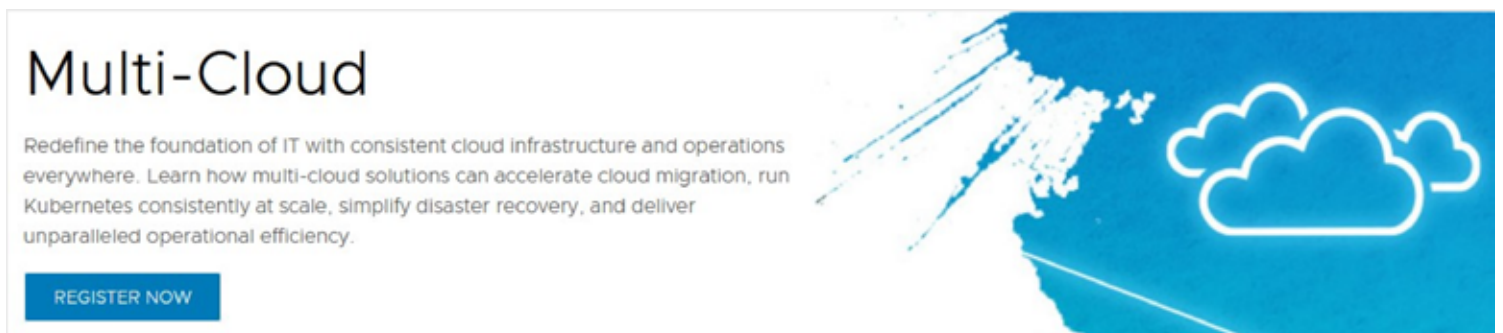 Multi-Cloud
Redefine the foundation of IT with consistent cloud infrastructure and operations
everywhere. Learn how multi-cloud solutions can accelerate cloud migration, run
Kubernetes consistently at scale, simplify disaster recovery, and deliver
unparalleled operational efficiency.
REGISTER NOW